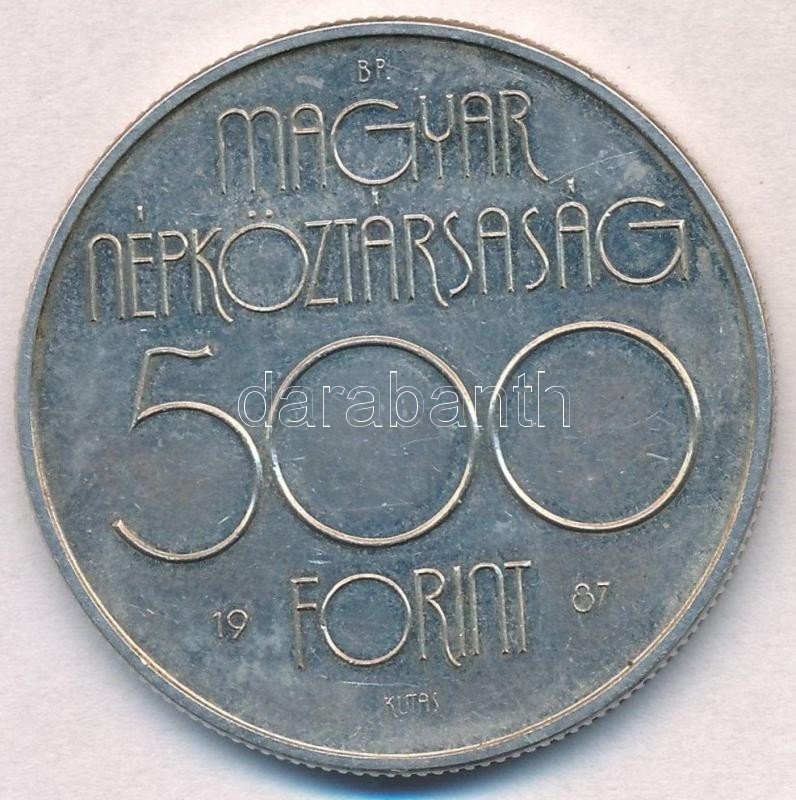 BP.
MAGYAR
NÉPKÖZTÁRSASÁG
500
darabanth
19 FORINT 87
KUTAS